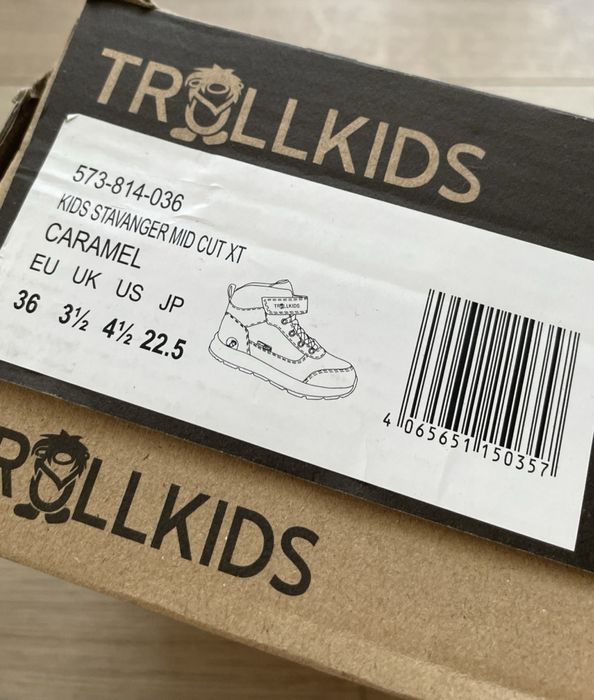 TROLLKIDS
573-814-036
KIDS STAVANGER MID CUT XT
CARAMEL
EU UK US JP
36 3½ 4½ 22.5
TROLLKIDS
4 065651 150357
ROLLKIDS